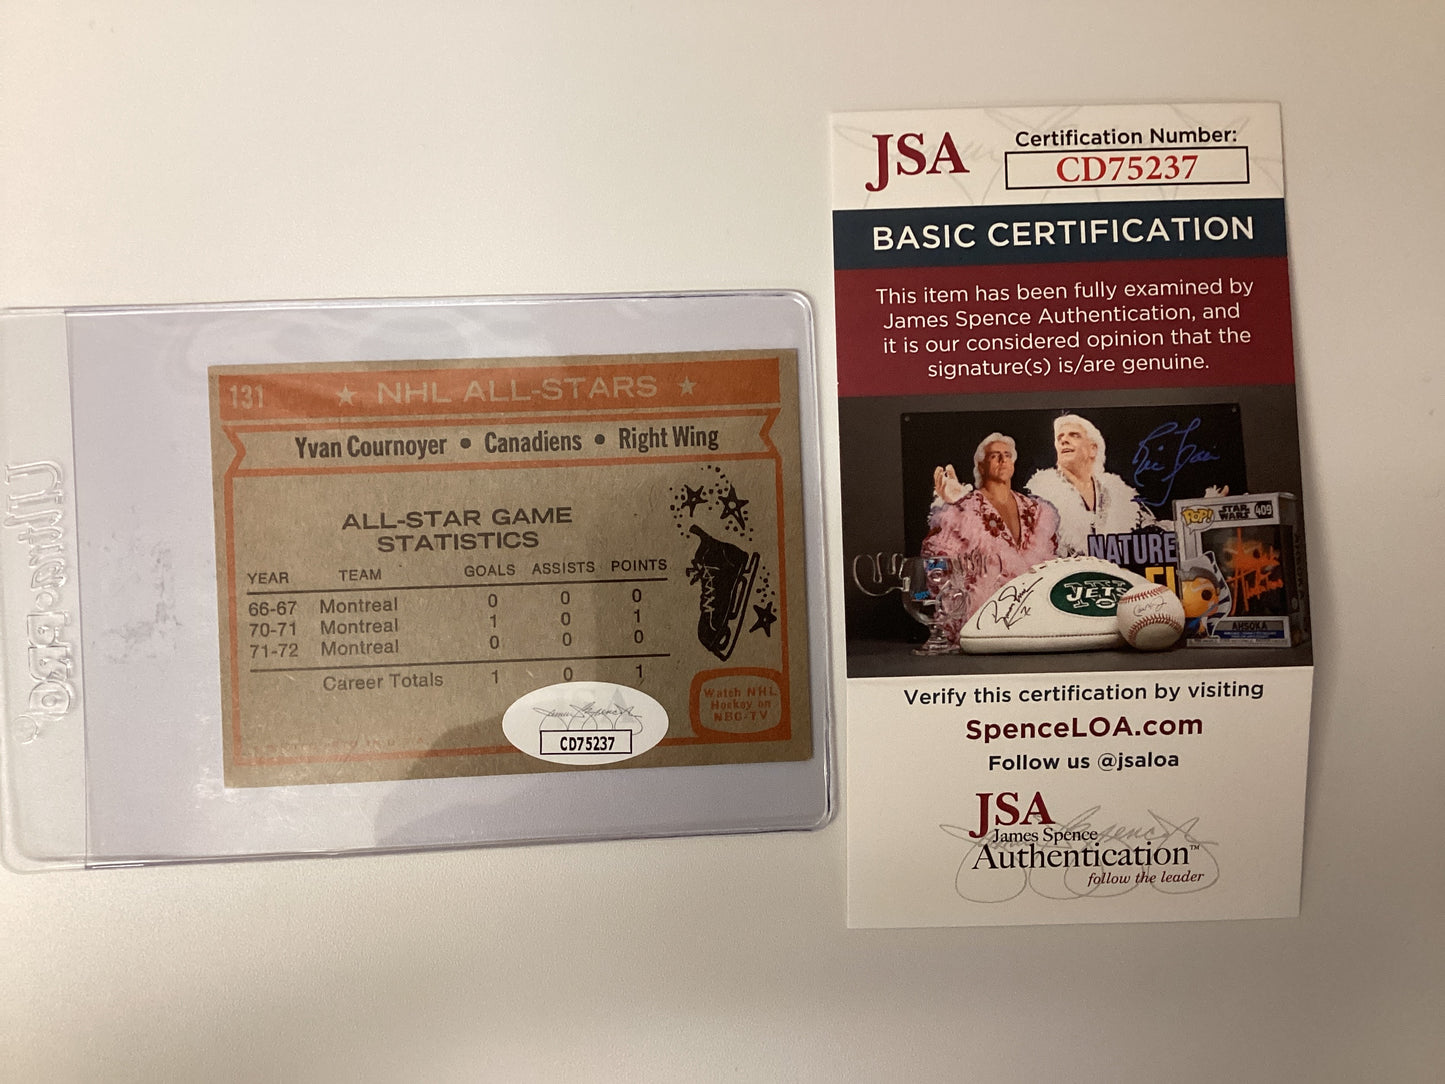 131 ★ NHL ALL-STARS ★
Yvan Cournoyer • Canadiens • Right Wing
ALL-STAR GAME
STATISTICS
YEAR TEAM GOALS ASSISTS POINTS
66-67 Montreal 0 0 0
70-71 Montreal 1 0 1
71-72 Montreal 0 0 0
Career Totals 1 0 1
Watch NHL
Hockey on
NBC-TV
JSA
CD75237
JSA
Certification Number:
CD75237
BASIC CERTIFICATION
This item has been fully examined by
James Spence Authentication, and
it is our considered opinion that the
signature(s) is/are genuine.
NATURE
JETS
POP!
STAR
WARS
409
AHSOKA
Verify this certification by visiting
SpenceLOA.com
Follow us @jsaloa
JSA
James Spence
Authentication™
follow the leader